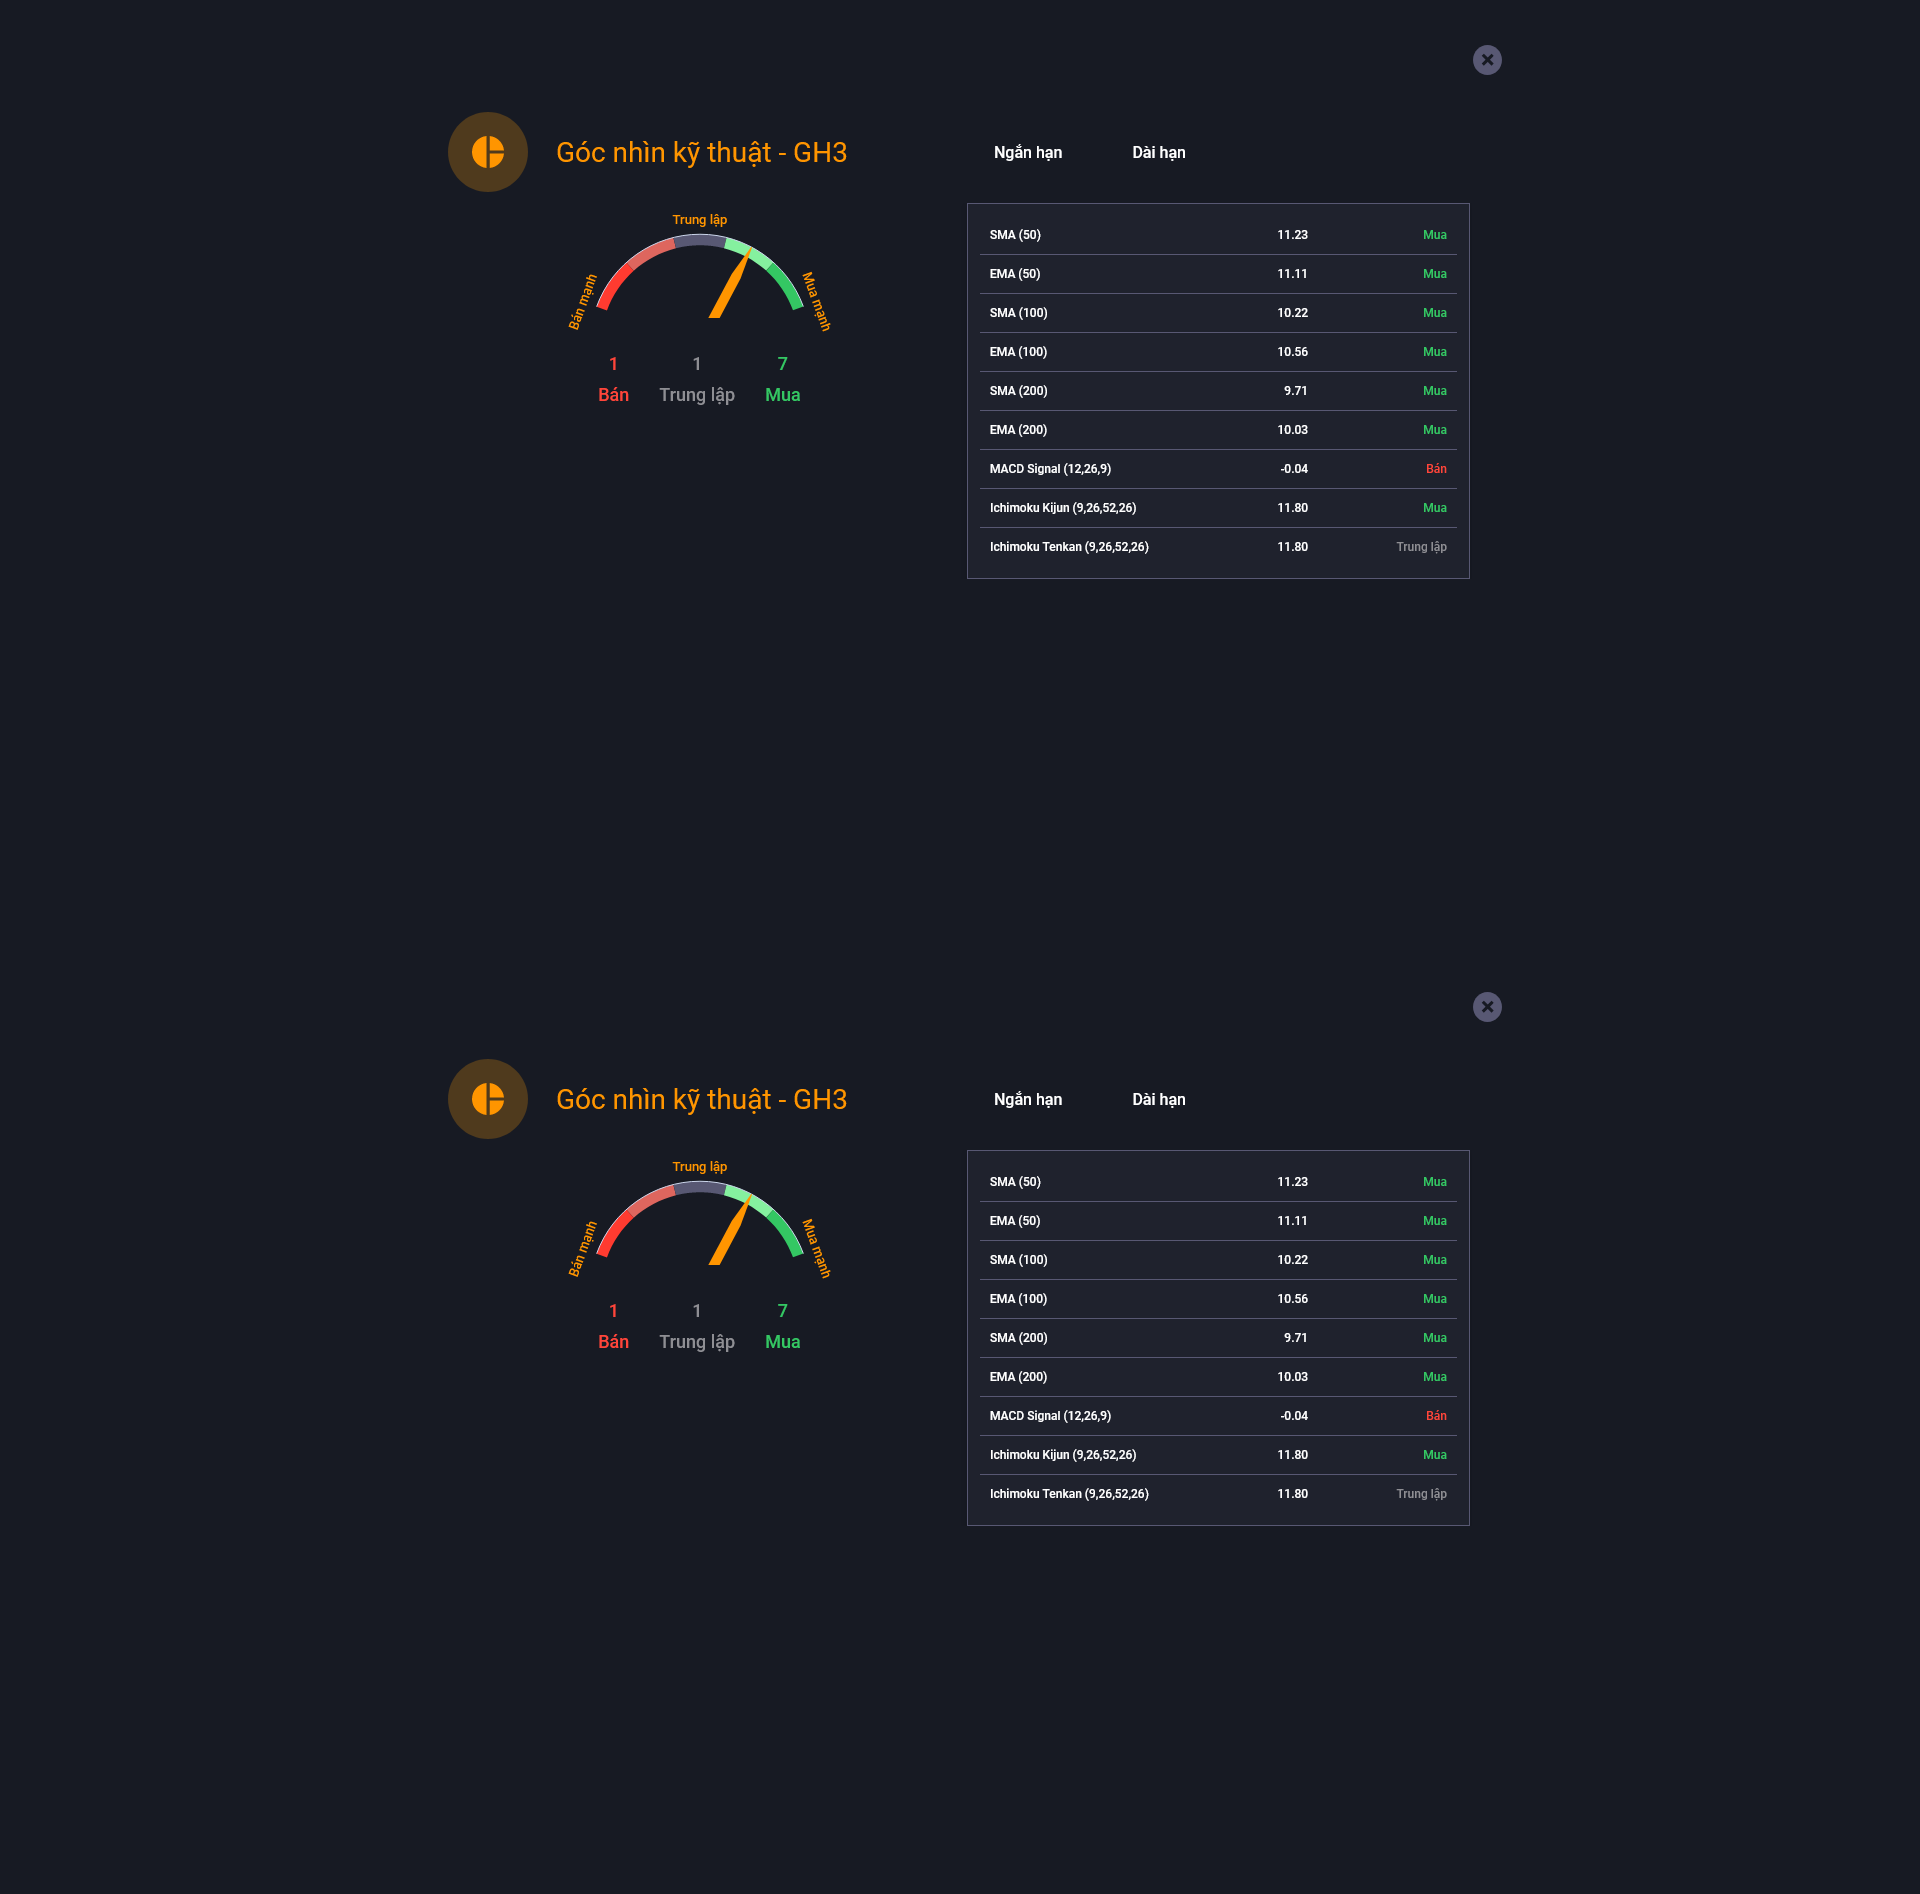 Góc nhìn kỹ thuật - GH3
Ngắn hạn Dài hạn
Trung lập
Bán mạnh
Mua mạnh
1 1 7
Bán Trung lập Mua
SMA (50) 11.23 Mua
EMA (50) 11.11 Mua
SMA (100) 10.22 Mua
EMA (100) 10.56 Mua
SMA (200) 9.71 Mua
EMA (200) 10.03 Mua
MACD Signal (12,26,9) -0.04 Bán
Ichimoku Kijun (9,26,52,26) 11.80 Mua
Ichimoku Tenkan (9,26,52,26) 11.80 Trung lập
Góc nhìn kỹ thuật - GH3
Ngắn hạn Dài hạn
Trung lập
Bán mạnh
Mua mạnh
1 1 7
Bán Trung lập Mua
SMA (50) 11.23 Mua
EMA (50) 11.11 Mua
SMA (100) 10.22 Mua
EMA (100) 10.56 Mua
SMA (200) 9.71 Mua
EMA (200) 10.03 Mua
MACD Signal (12,26,9) -0.04 Bán
Ichimoku Kijun (9,26,52,26) 11.80 Mua
Ichimoku Tenkan (9,26,52,26) 11.80 Trung lập